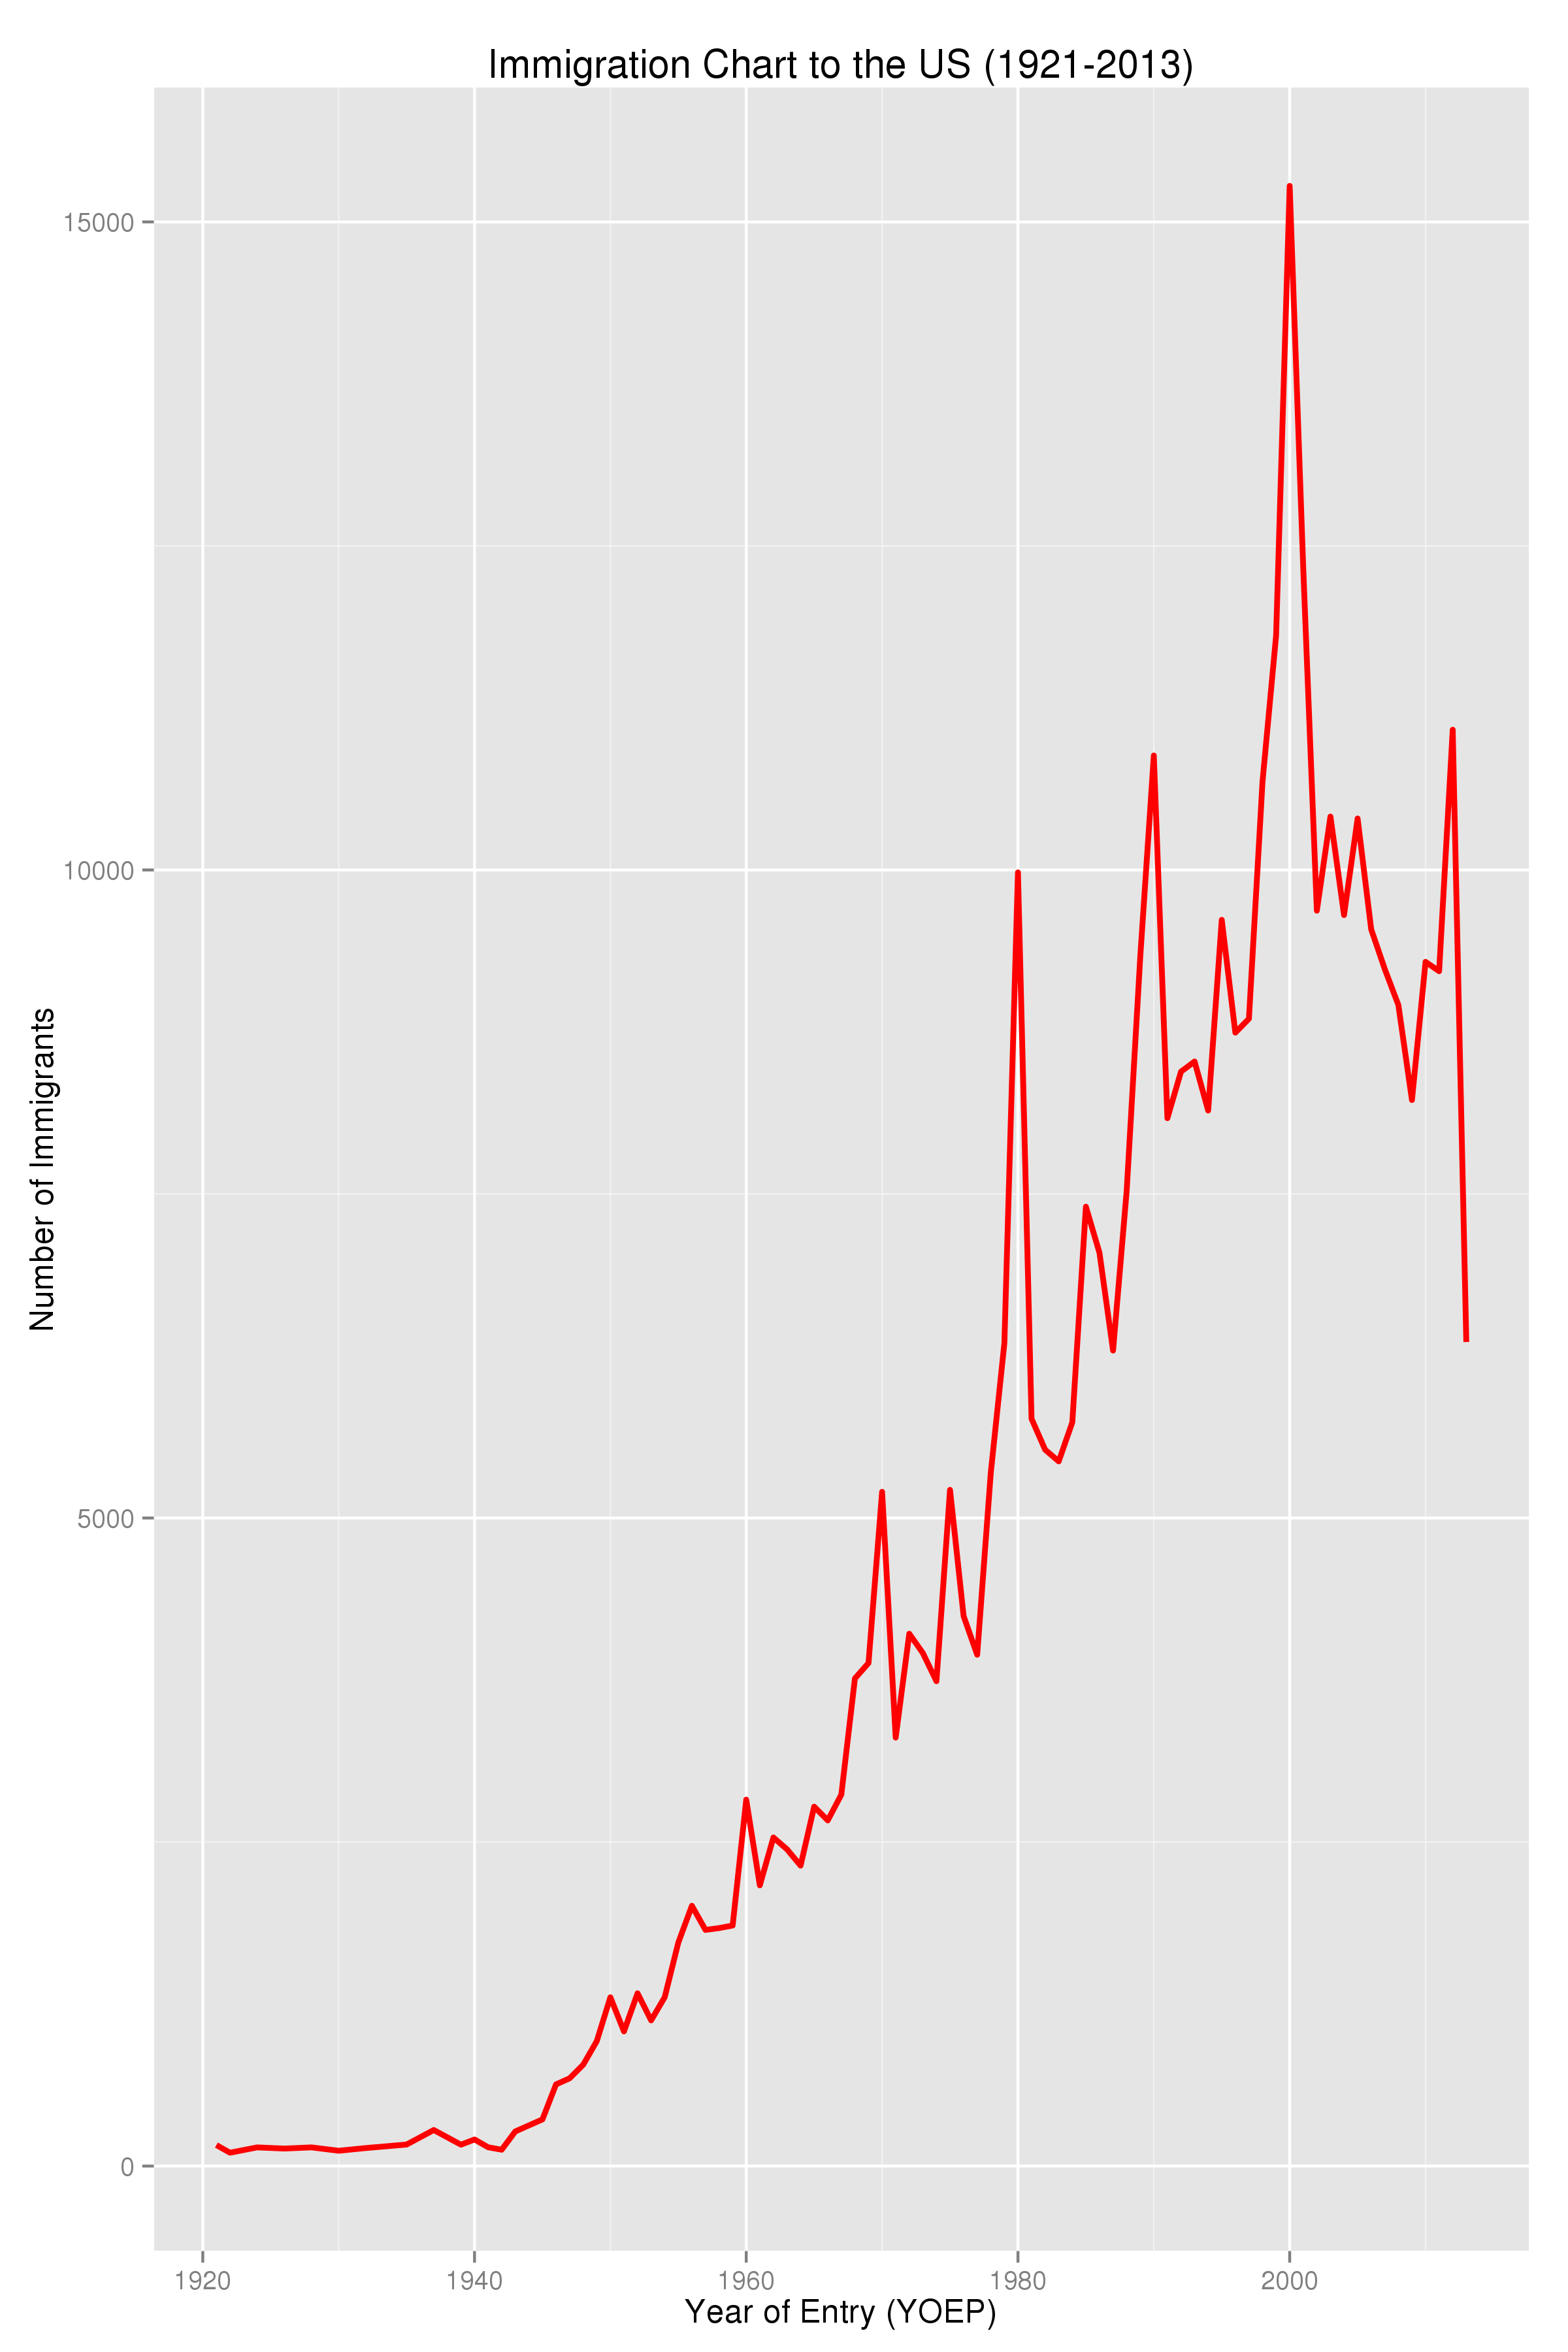 Immigration Chart to the US (1921-2013)
15000
10000
5000
0
Number of Immigrants
1920 1940 1960 1980 2000
Year of Entry (YOEP)